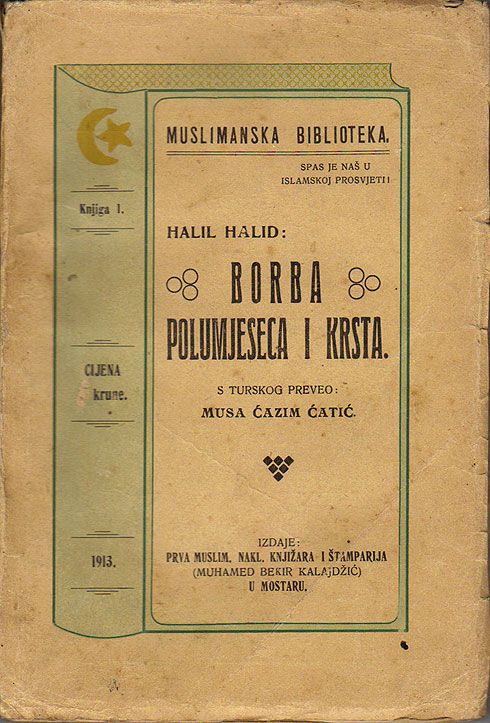 Knjiga 1.
CIJENA
krune.
1913.
MUSLIMANSKA BIBLIOTEKA.
SPAS JE NAŠ U
ISLAMSKOJ PROSVJETI!
HALIL HALID:
BORBA
POLUMJESECA I KRSTA.
S TURSKOG PREVEO:
MUSA ĆAZIM ĆATIĆ.
IZDAJE:
PRVA MUSLIM. NAKL. KNJIŽARA I ŠTAMPARIJA
(MUHAMED BEKIR KALAJDŽIĆ)
U MOSTARU.